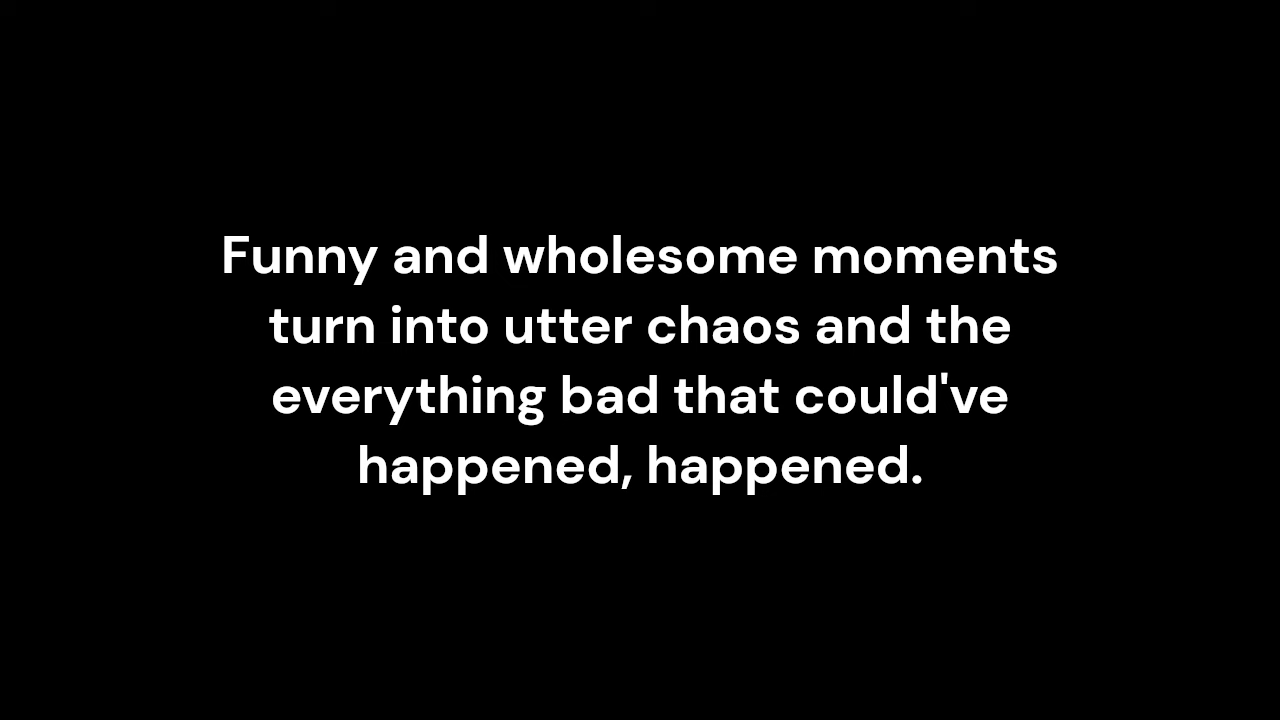 Funny and wholesome moments
turn into utter chaos and the
everything bad that could've
happened, happened.